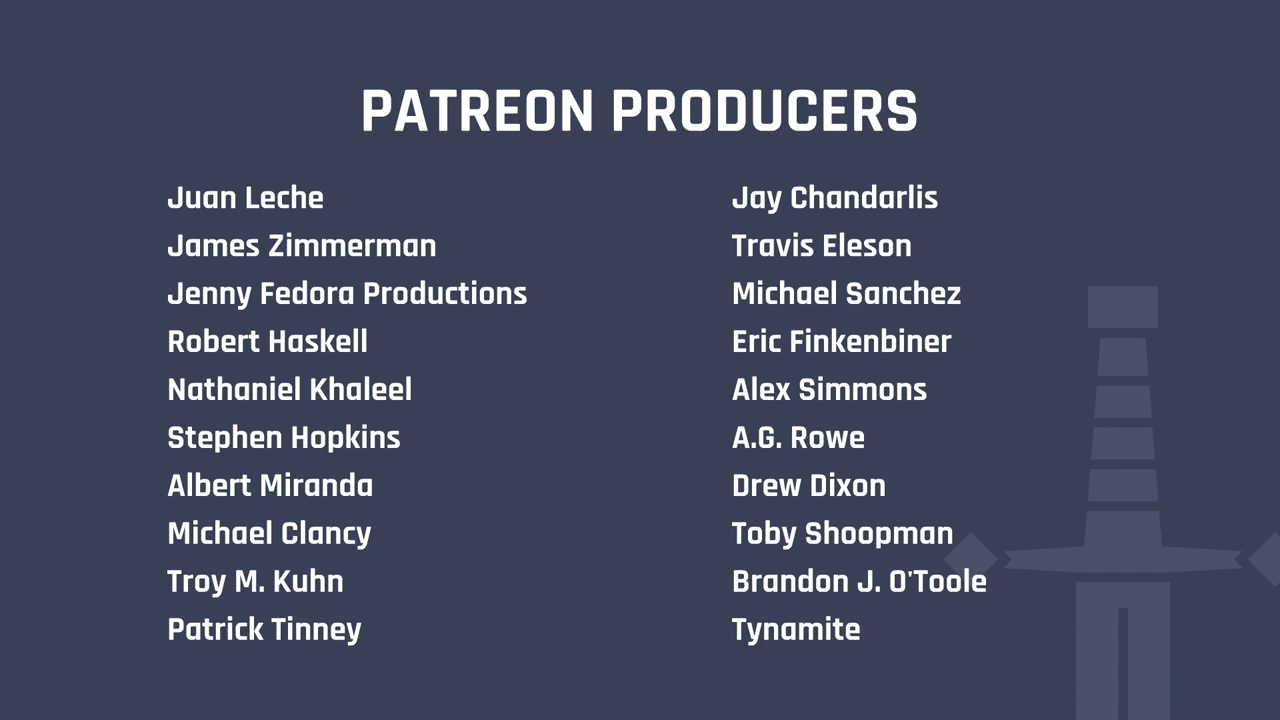 PATREON PRODUCERS
Juan Leche
James Zimmerman
Jenny Fedora Productions
Robert Haskell
Nathaniel Khaleel
Stephen Hopkins
Albert Miranda
Michael Clancy
Troy M. Kuhn
Patrick Tinney
Jay Chandarlis
Travis Eleson
Michael Sanchez
Eric Finkenbiner
Alex Simmons
A.G. Rowe
Drew Dixon
Toby Shoopman
Brandon J. O'Toole
Tynamite